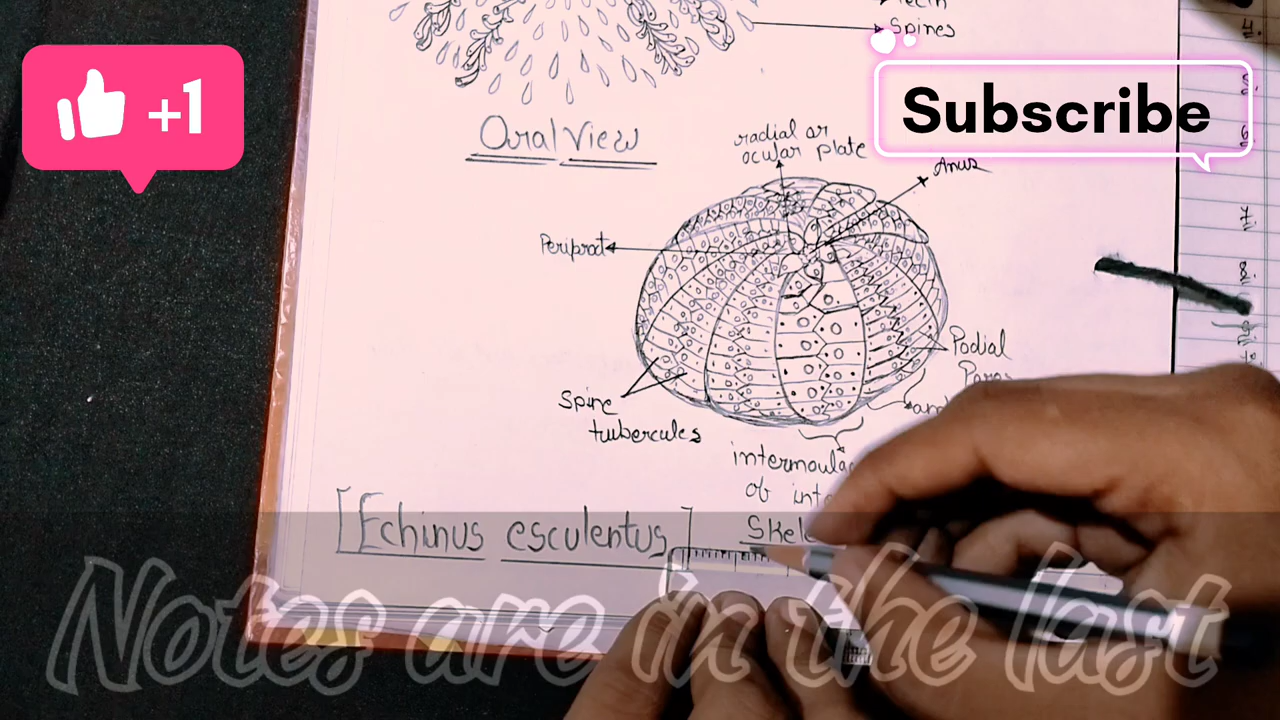 Spines
+1
Subscribe
Oral View
radial or
ocular plate
Anus
Periproct
Podial
Spine
tubercules
of
[Echinus esculentus]
Notes are in the last